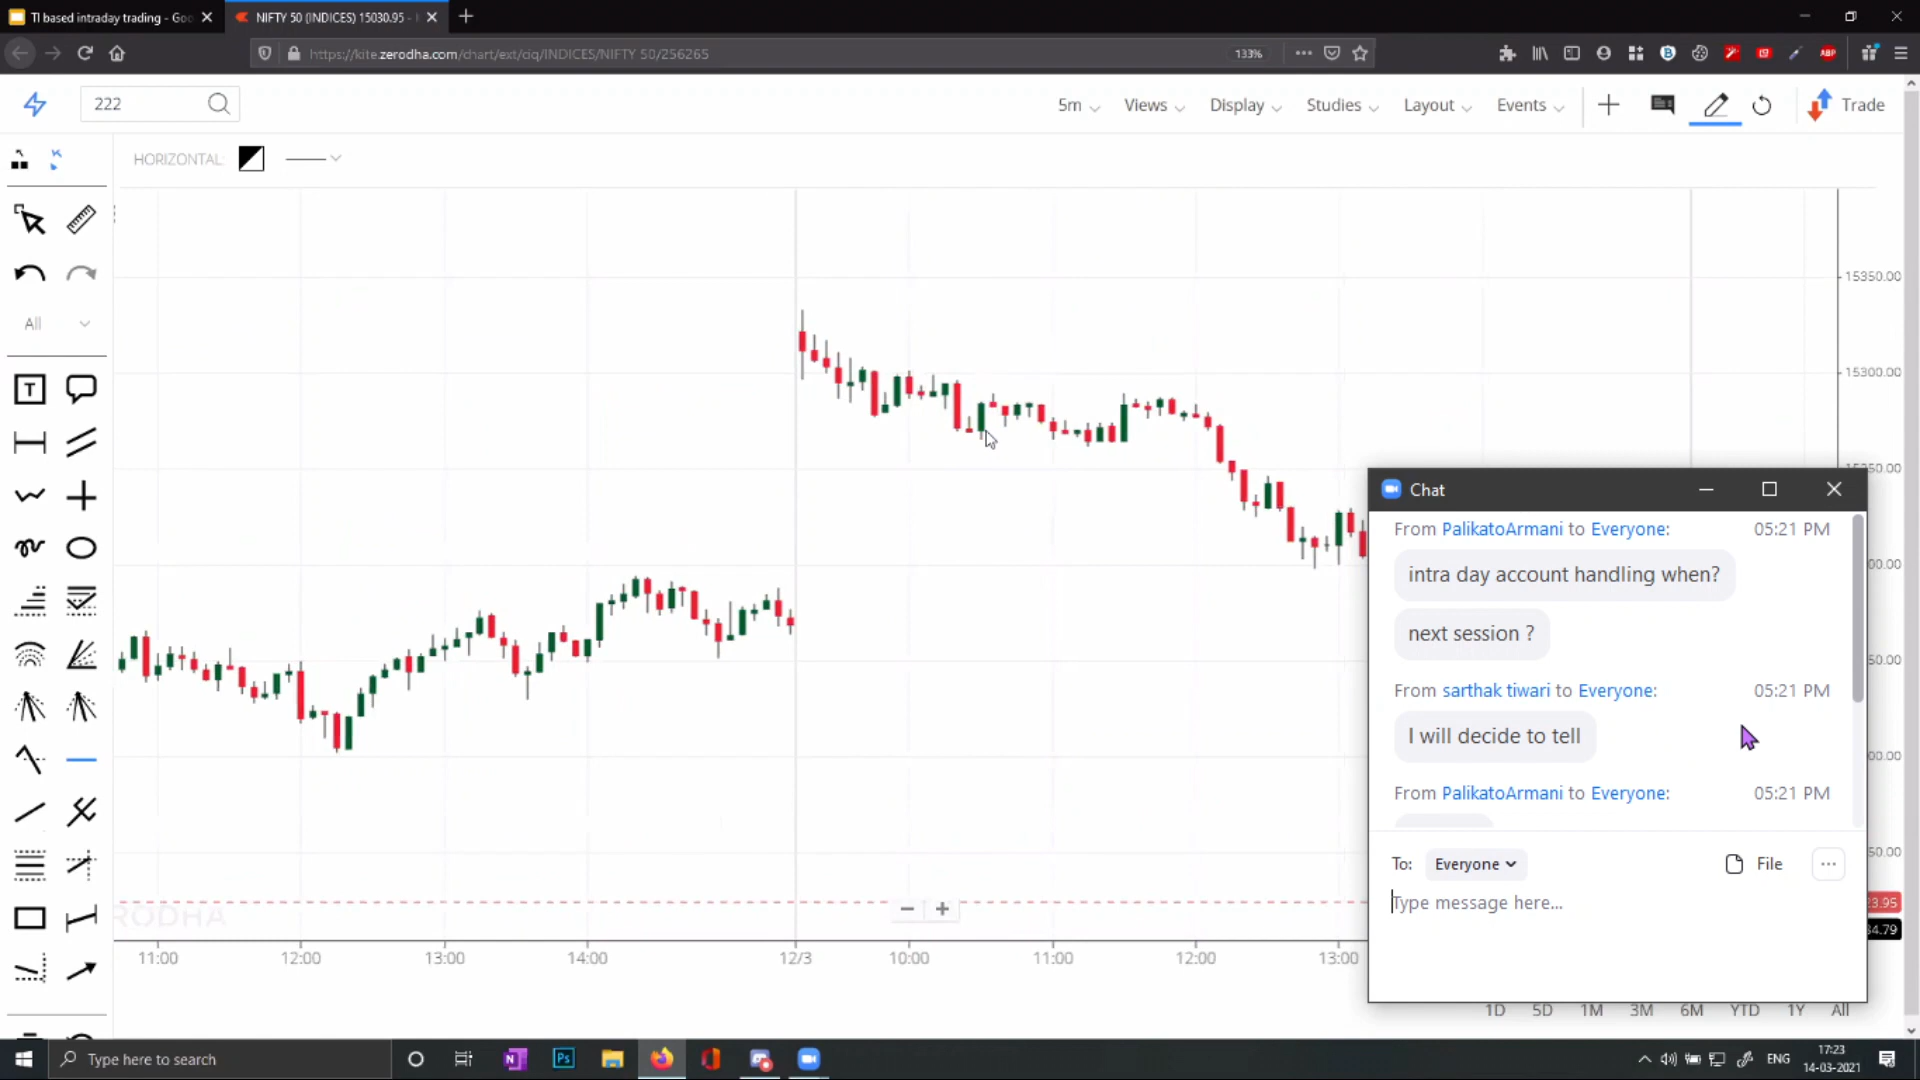 TI based intraday trading - Goo
NIFTY 50 (INDICES) 15030.95 -
https://kite.zerodha.com/chart/ext/ciq/INDICES/NIFTY 50/256265
133%
222
5m
Views
Display
Studies
Layout
Events
Trade
HORIZONTAL:
All
T
15350.00
15300.00
RODHA
11:00
12:00
13:00
14:00
12/3
10:00
11:00
12:00
13:00
Chat
From PalikatoArmani to Everyone:
05:21 PM
intra day account handling when?
next session ?
From sarthak tiwari to Everyone:
05:21 PM
I will decide to tell
From PalikatoArmani to Everyone:
05:21 PM
To: Everyone
File
Type message here...
1D
5D
1M
3M
6M
YTD
1Y
All
Type here to search
ENG
17:23
14-03-2021